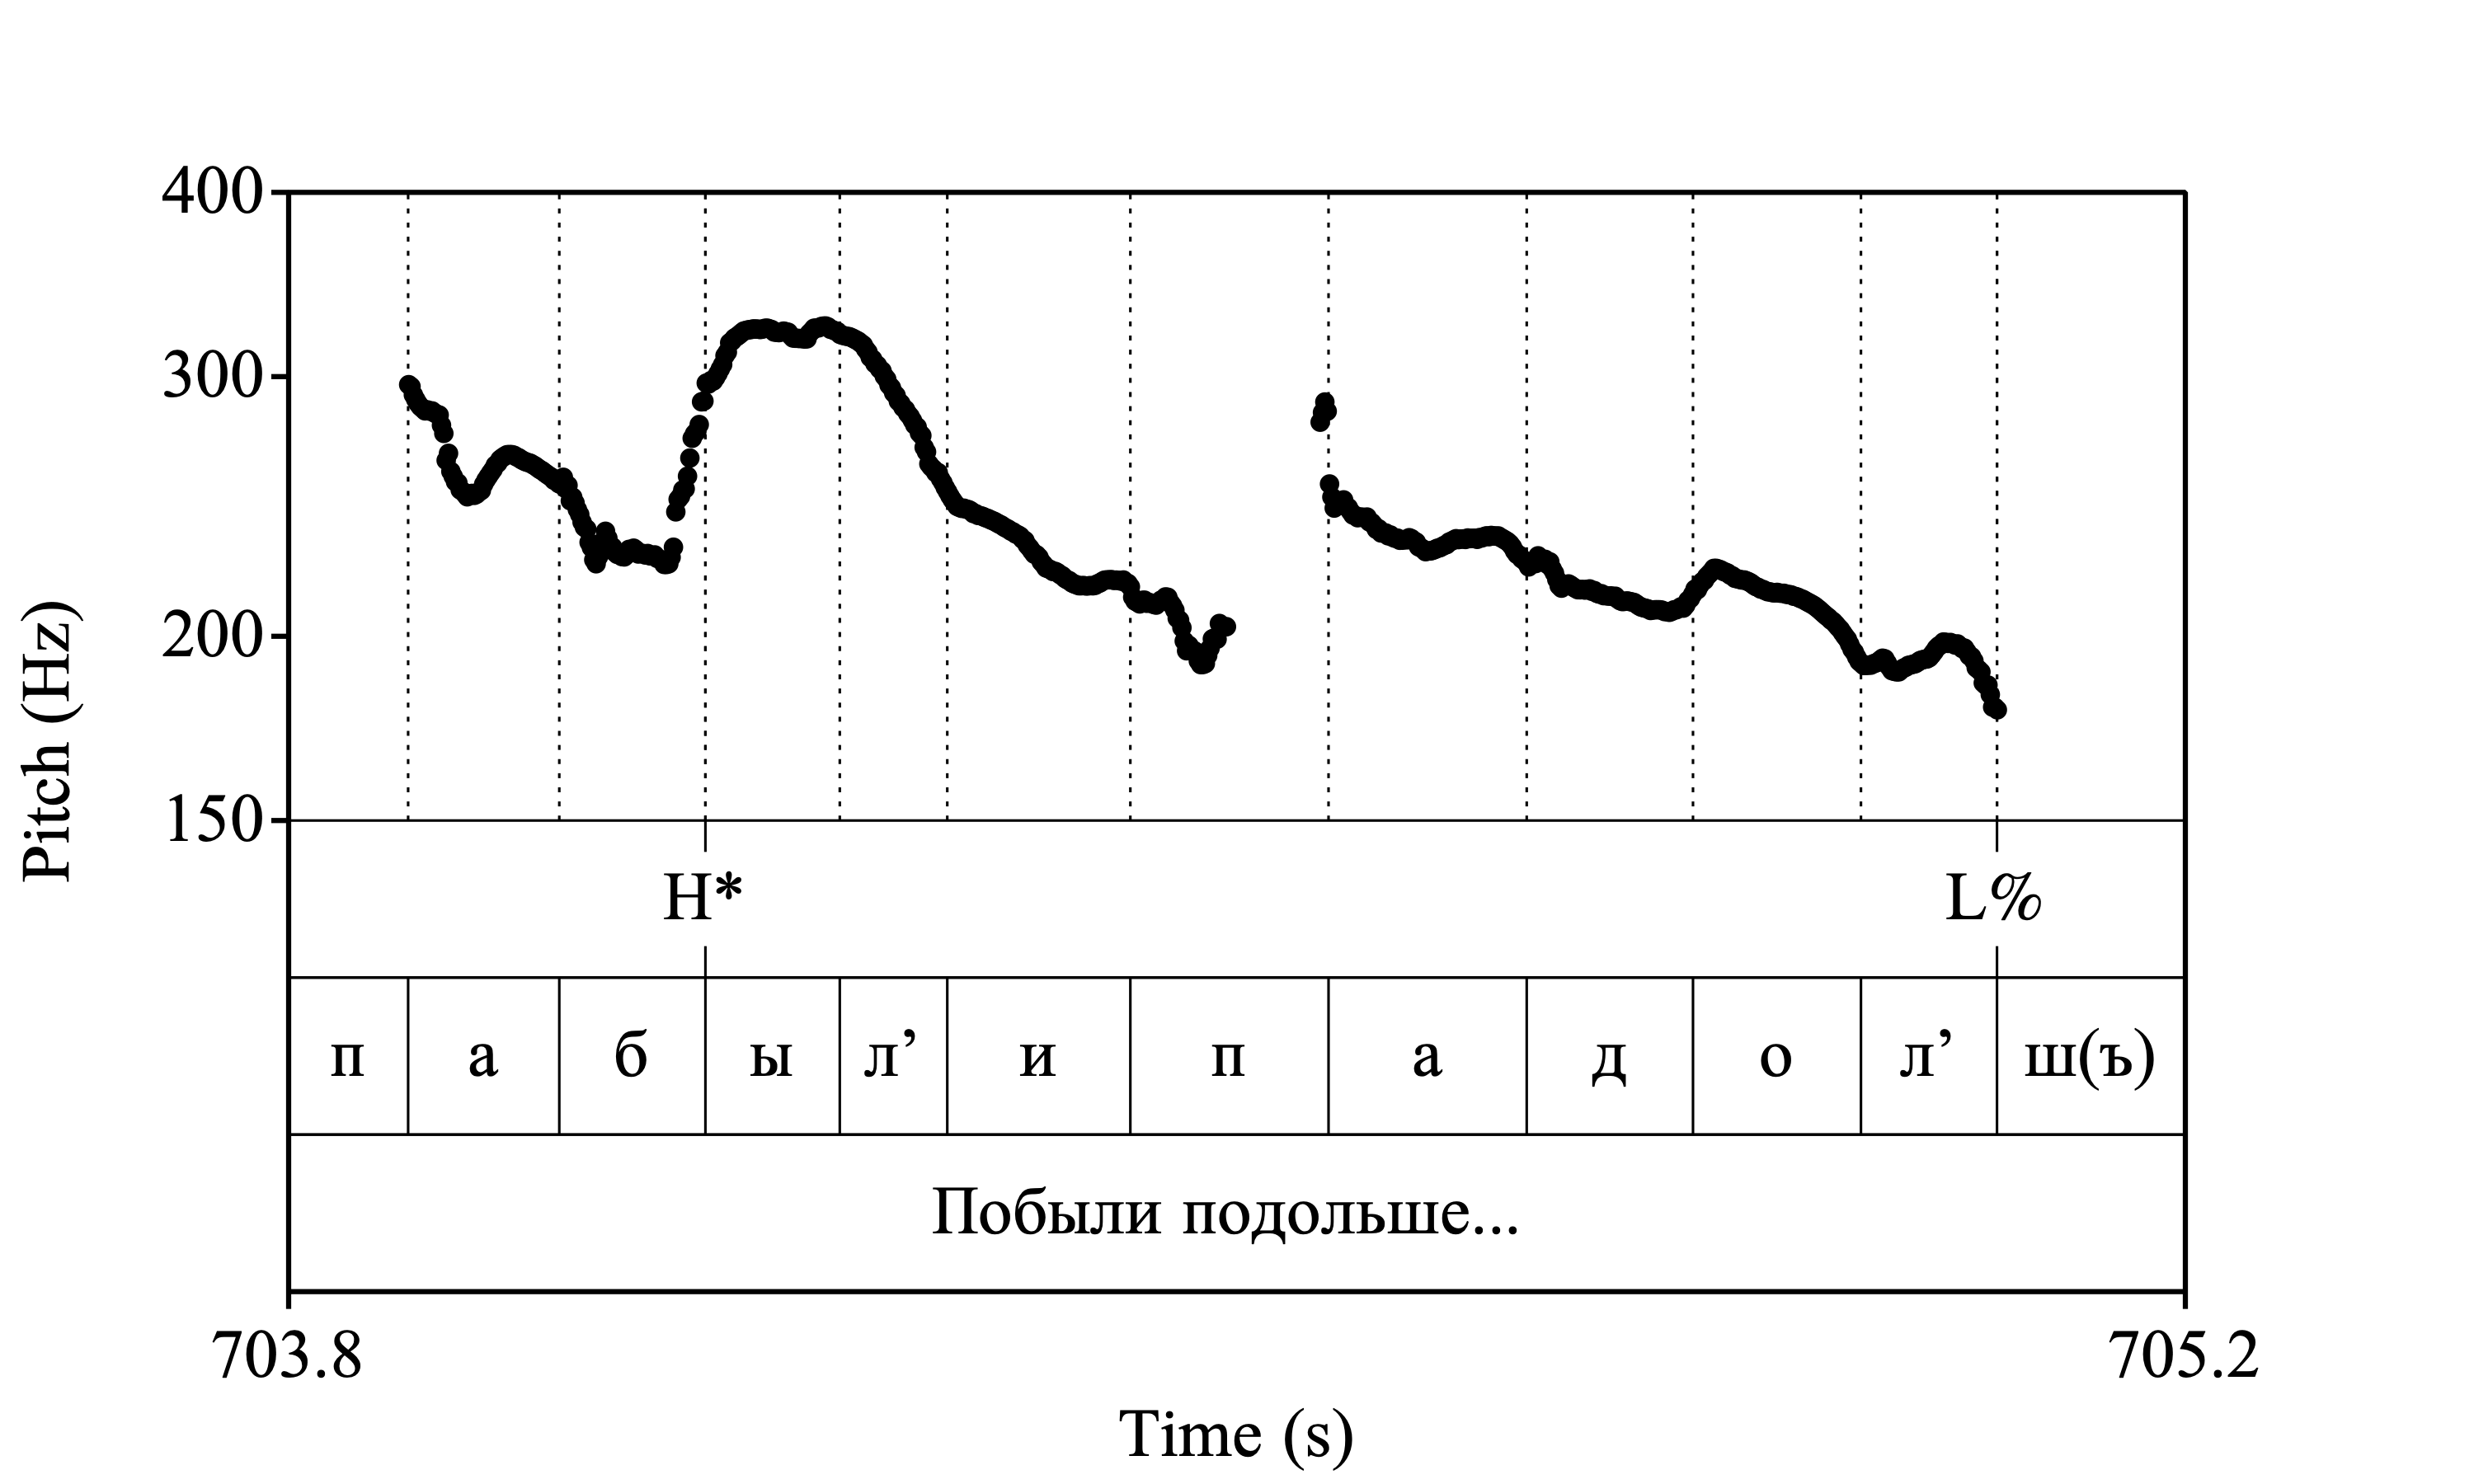 400
300
200
150
Pitch (Hz)
H* L%
п а б ы л’ и п а д о л’ ш(ъ)
Побыли подольше...
703.8 705.2
Time (s)